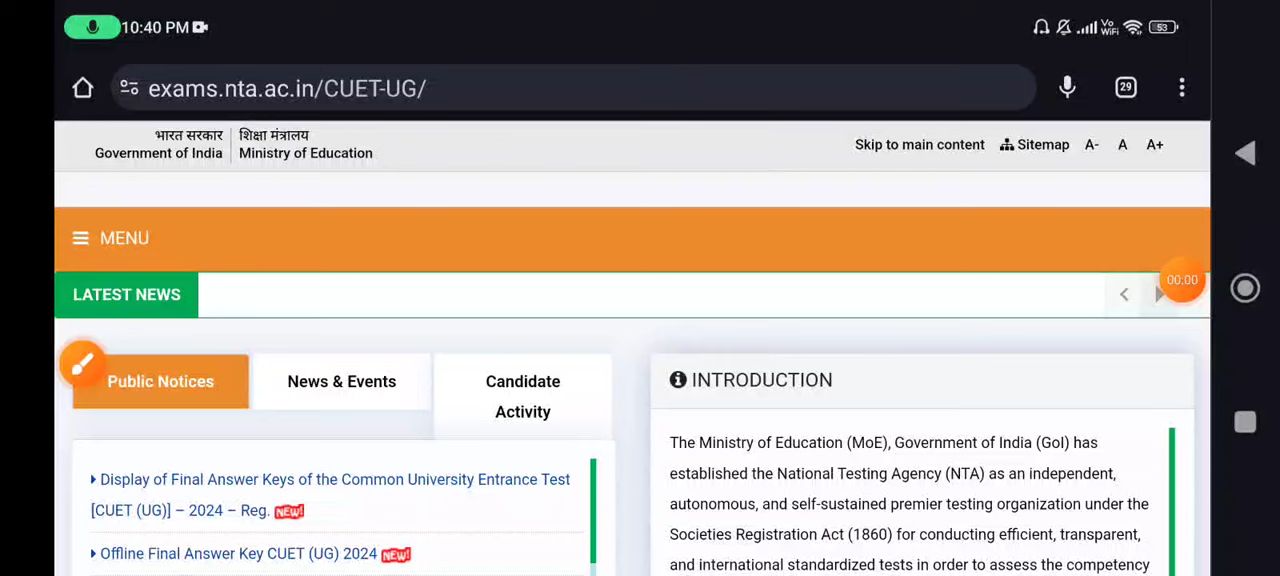 10:40 PM
Vo WiFi
53
exams.nta.ac.in/CUET-UG/
29
भारत सरकार
Government of India
शिक्षा मंत्रालय
Ministry of Education
Skip to main content
Sitemap
A-
A
A+
MENU
LATEST NEWS
00:00
Public Notices
News & Events
Candidate
Activity
Display of Final Answer Keys of the Common University Entrance Test
[CUET (UG)] – 2024 – Reg. NEW!
Offline Final Answer Key CUET (UG) 2024 NEW!
INTRODUCTION
The Ministry of Education (MoE), Government of India (GoI) has
established the National Testing Agency (NTA) as an independent,
autonomous, and self-sustained premier testing organization under the
Societies Registration Act (1860) for conducting efficient, transparent,
and international standardized tests in order to assess the competency